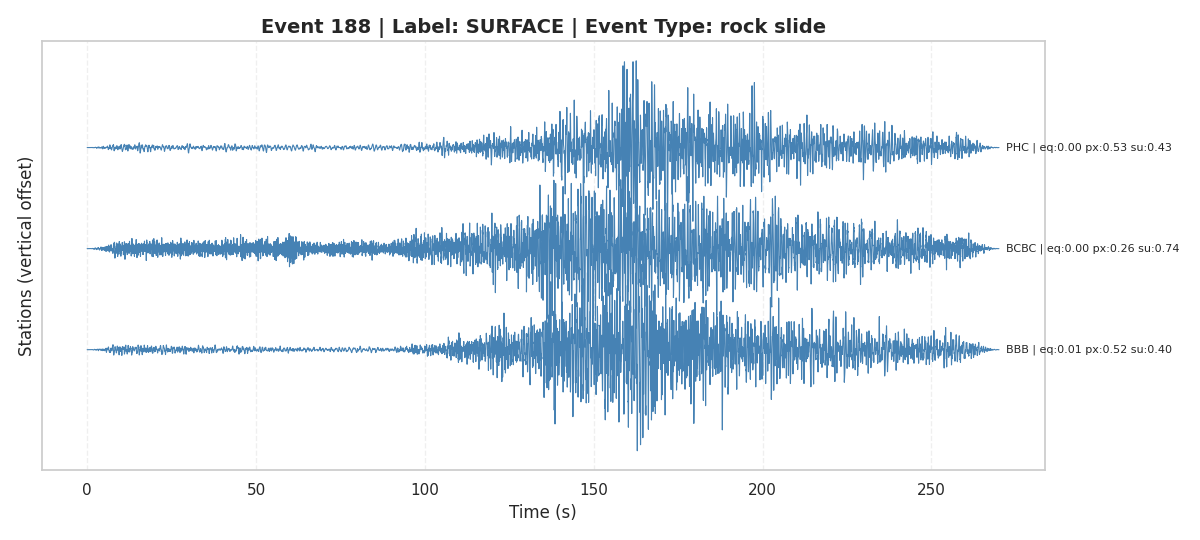 Event 188 | Label: SURFACE | Event Type: rock slide
Stations (vertical offset)
PHC | eq:0.00 px:0.53 su:0.43
BCBC | eq:0.00 px:0.26 su:0.74
BBB | eq:0.01 px:0.52 su:0.40
0 50 100 150 200 250
Time (s)